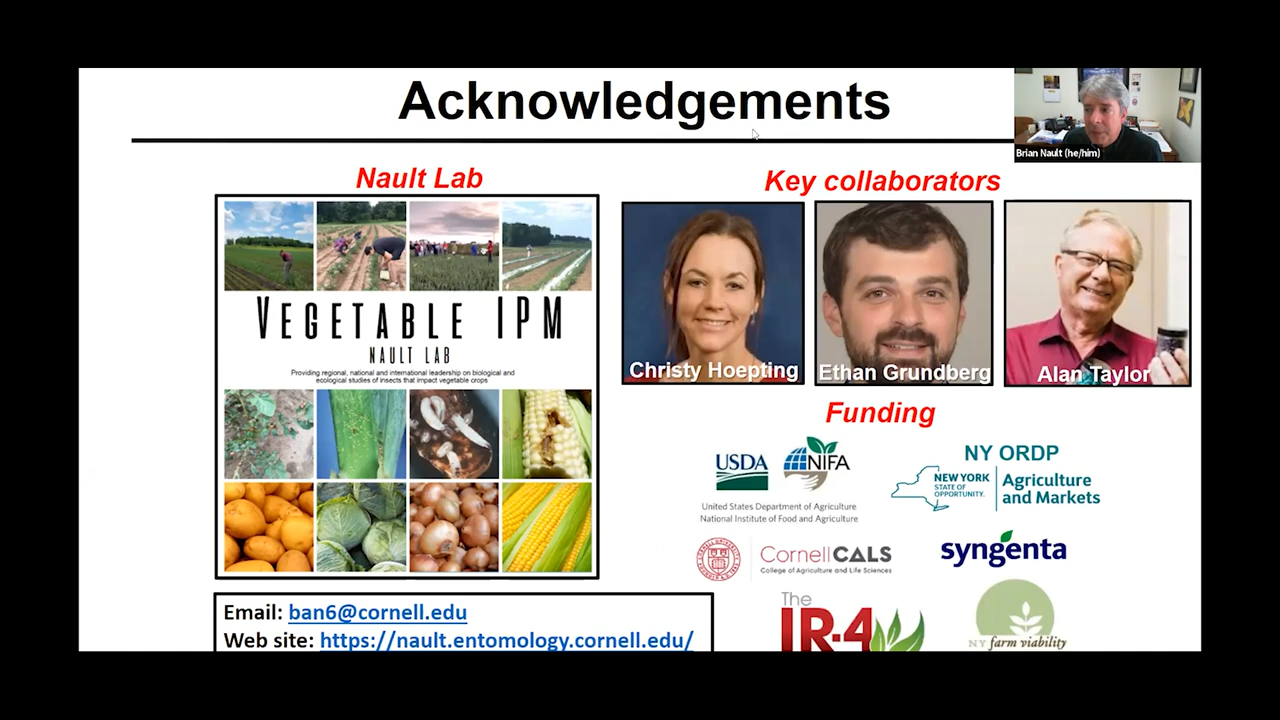 Acknowledgements
Brian Nault (he/him)
Nault Lab
VEGETABLE IPM
NAULT LAB
Providing regional, national and international leadership on biological and
ecological studies of insects that impact vegetable crops
Key collaborators
Christy Hoepting
Ethan Grundberg
Alan Taylor
Funding
USDA
NIFA
United States Department of Agriculture
National Institute of Food and Agriculture
NY ORDP
NEW YORK
STATE OF
OPPORTUNITY.
Agriculture
and Markets
CornellCALS
College of Agriculture and Life Sciences
syngenta
The
IR-4
NY farm viability
Email: ban6@cornell.edu
Web site: https://nault.entomology.cornell.edu/